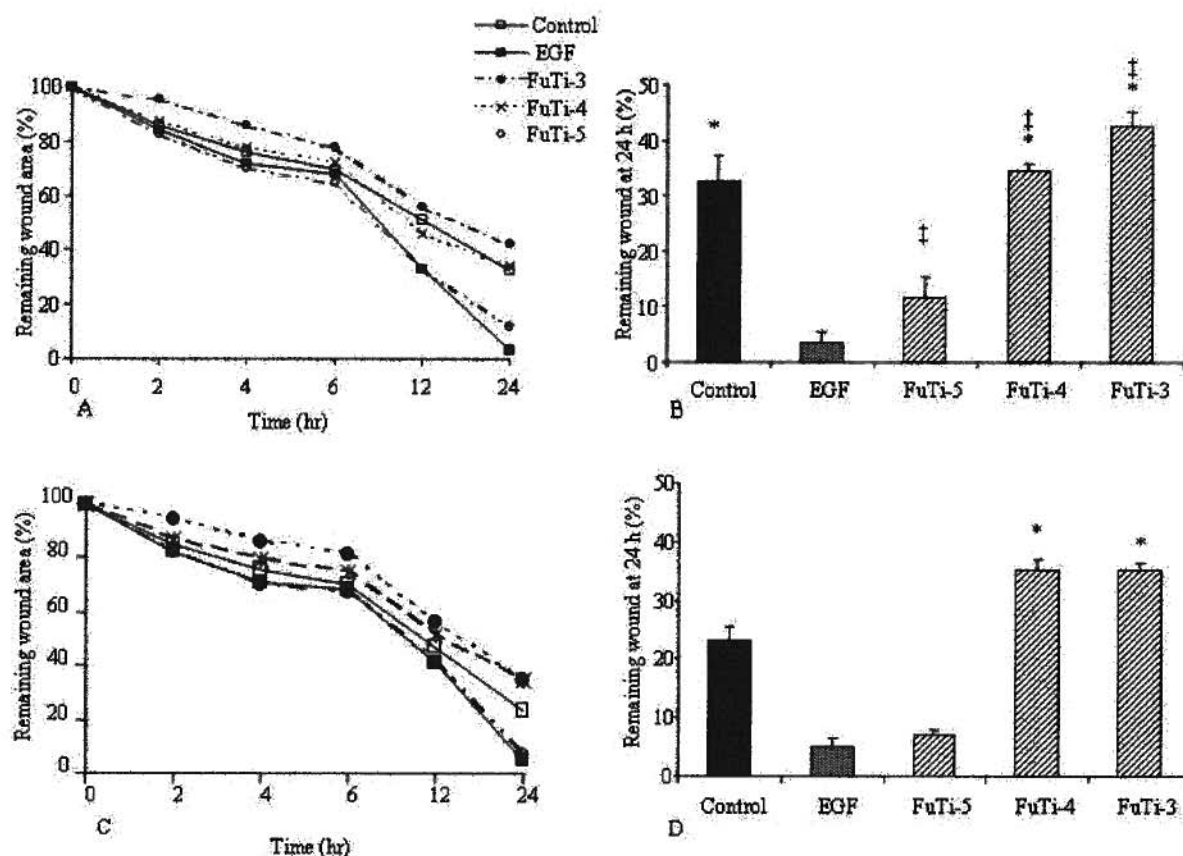 Control
EGF
FuTi-3
FuTi-4
FuTi-5
Remaining wound area (%)
100
80
60
40
20
0
0 2 4 6 12 24
A
Time (hr)
Remaining wound at 24 h (%)
50
40
30
20
10
0
*
‡
‡
*
‡
*
Control EGF FuTi-5 FuTi-4 FuTi-3
B
Remaining wound area (%)
100
80
60
40
20
0
0 2 4 6 12 24
C
Time (hr)
Remaining wound at 24 h (%)
50
40
30
20
10
0
* *
Control EGF FuTi-5 FuTi-4 FuTi-3
D